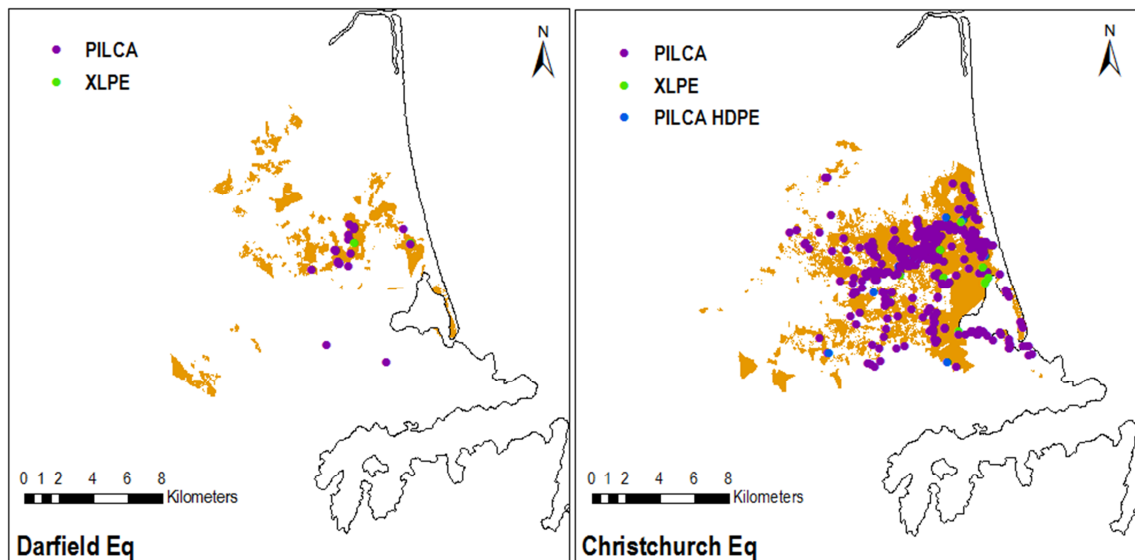 PILCA
XLPE
N
0 1 2 4 6 8
Kilometers
Darfield Eq
PILCA
XLPE
PILCA HDPE
N
0 1 2 4 6 8
Kilometers
Christchurch Eq